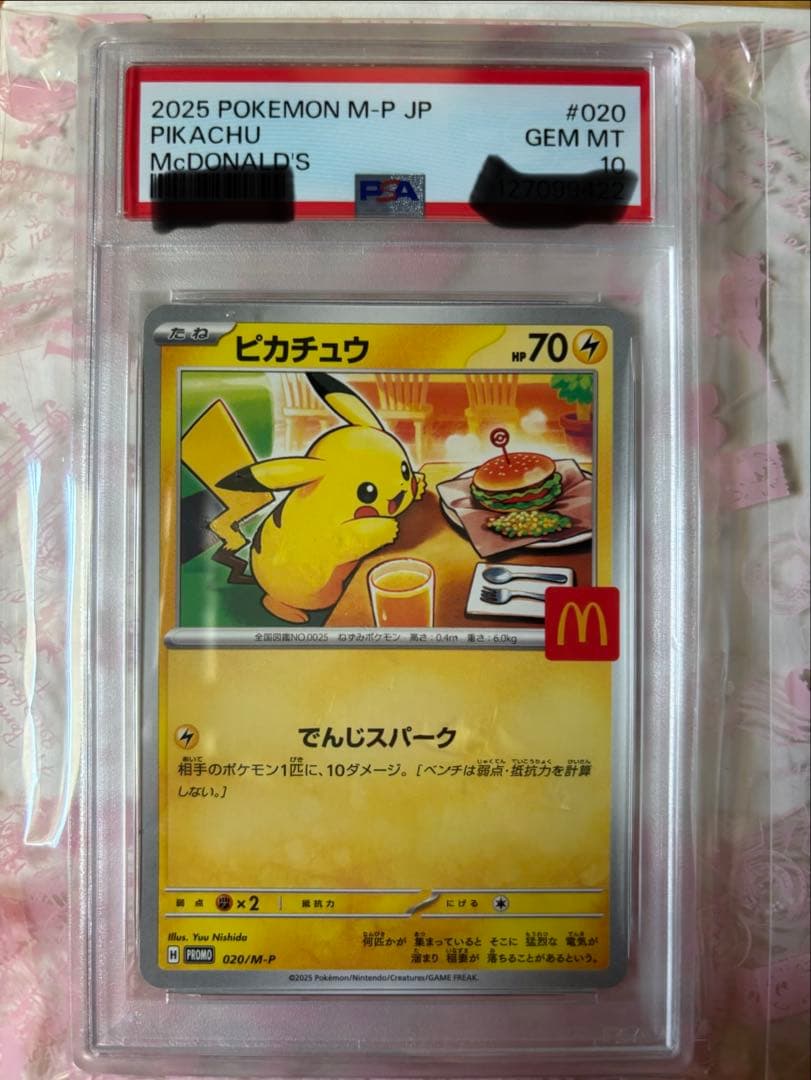 2025 POKEMON M-P JP #020
PIKACHU GEM MT
McDONALD'S 10
PSA
たね ピカチュウ HP 70
全国図鑑NO.0025 ねずみポケモン 高さ:0.4m 重さ:6.0kg
でんじスパーク
相手のポケモン1匹に、10ダメージ。[ベンチは弱点・抵抗力を計算
しない。]
弱点 ×2 抵抗力 にげる
Illus. Yuu Nishida
何匹かが 集まっていると そこに 猛烈な 電気が
溜まり 稲妻が 落ちることがあるという。
H PROMO 020/M-P
©2025 Pokémon/Nintendo/Creatures/GAME FREAK.